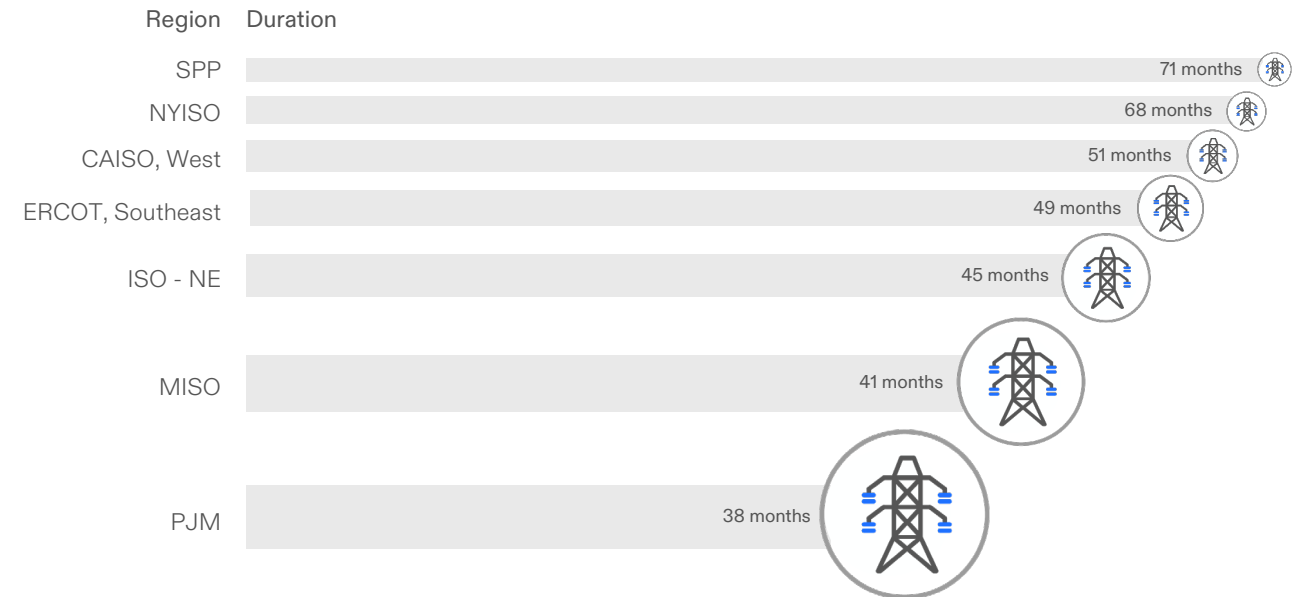 Region Duration
SPP 71 months
NYISO 68 months
CAISO, West 51 months
ERCOT, Southeast 49 months
ISO - NE 45 months
MISO 41 months
PJM 38 months